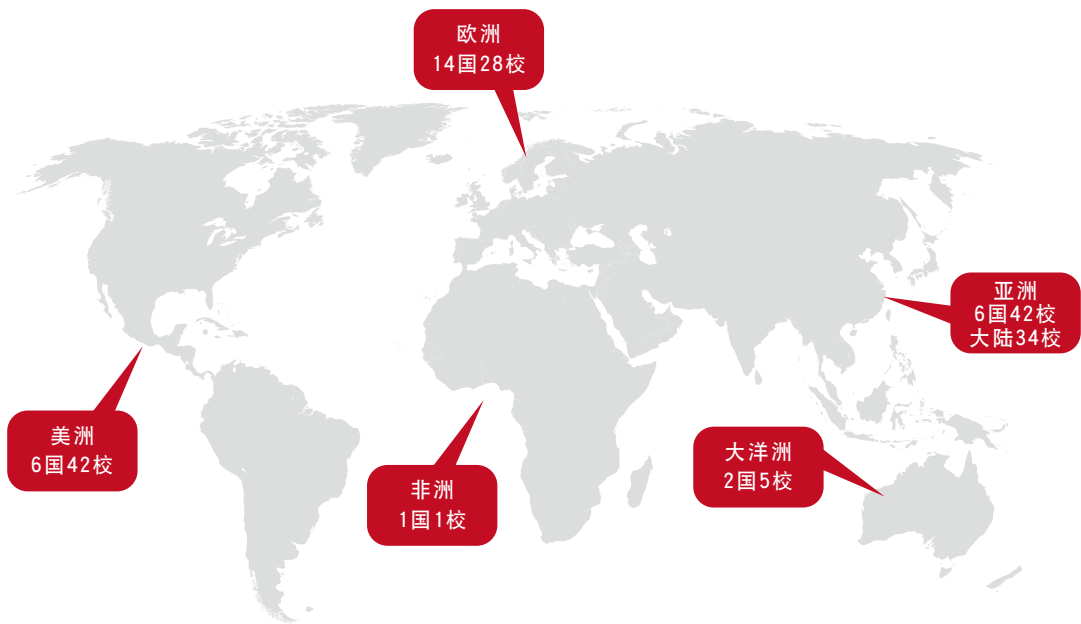 欧洲
14国28校
亚洲
6国42校
大陆34校
美洲
6国42校
非洲
1国1校
大洋洲
2国5校